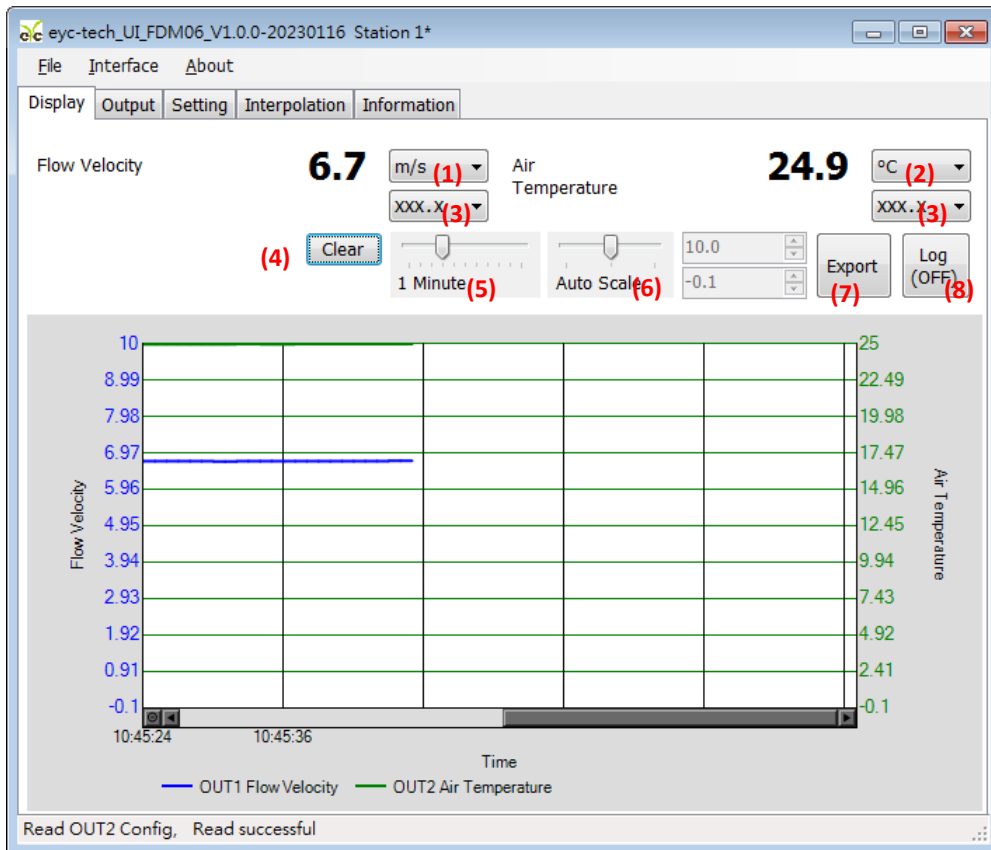 eyc-tech_UI_FDM06_V1.0.0-20230116 Station 1*
File Interface About
Display Output Setting Interpolation Information
Flow Velocity 6.7 m/s (1) Air Temperature 24.9 ºC (2)
XXX.X (3) XXX.X (3)
(4) Clear 1 Minute (5) Auto Scale (6) 10.0 -0.1 Export (7) Log (OFF) (8)
10 25
8.99 22.49
7.98 19.98
6.97 17.47
5.96 14.96
4.95 12.45
3.94 9.94
2.93 7.43
1.92 4.92
0.91 2.41
-0.1 -0.1
Flow Velocity
Air Temperature
10:45:24 10:45:36
Time
OUT1 Flow Velocity OUT2 Air Temperature
Read OUT2 Config, Read successful